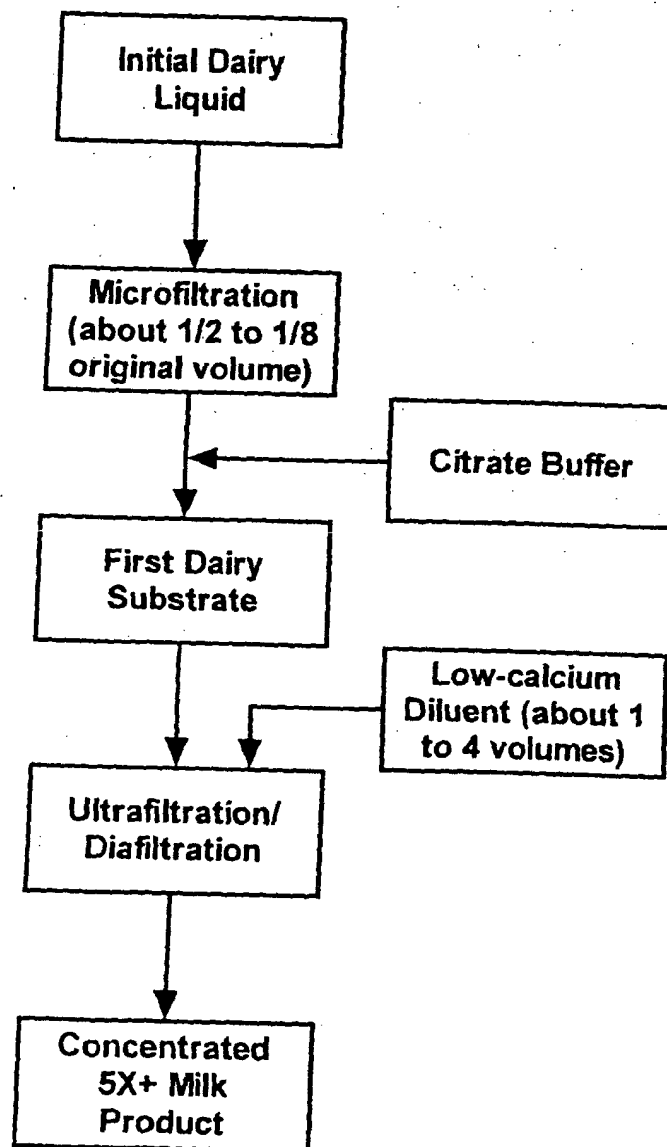 Initial Dairy
Liquid
Microfiltration
(about 1/2 to 1/8
original volume)
Citrate Buffer
First Dairy
Substrate
Low-calcium
Diluent (about 1
to 4 volumes)
Ultrafiltration/
Diafiltration
Concentrated
5X+ Milk
Product